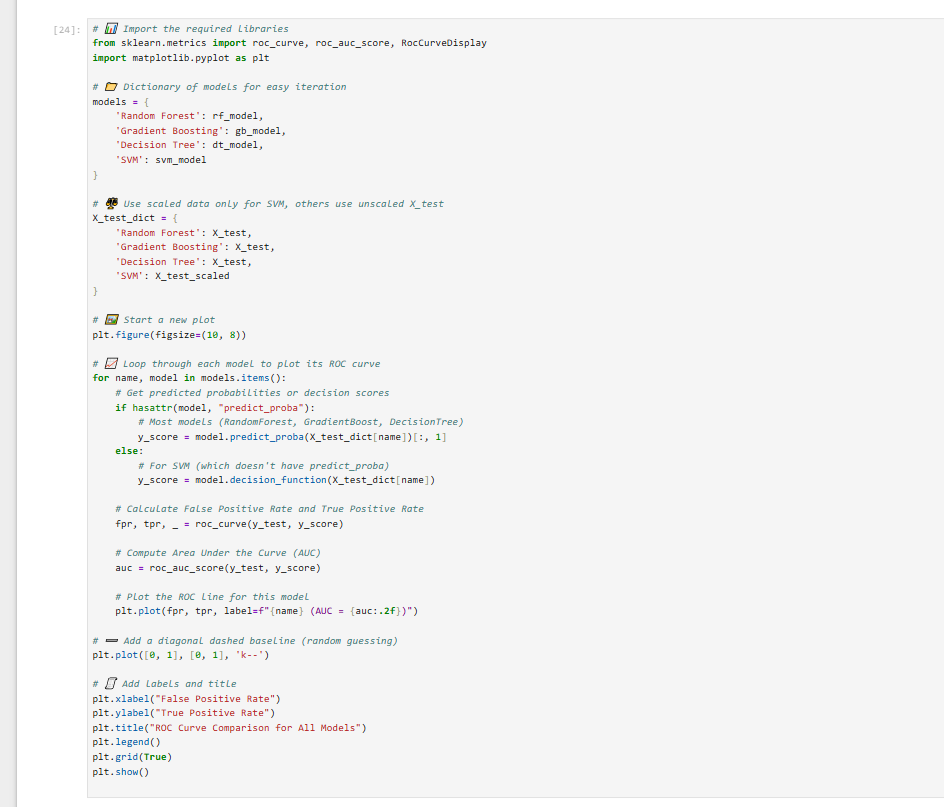 [24]:
# 📊 Import the required libraries
from sklearn.metrics import roc_curve, roc_auc_score, RocCurveDisplay
import matplotlib.pyplot as plt

# 📂 Dictionary of models for easy iteration
models = {
    'Random Forest': rf_model,
    'Gradient Boosting': gb_model,
    'Decision Tree': dt_model,
    'SVM': svm_model
}

# Use scaled data only for SVM, others use unscaled X_test
X_test_dict = {
    'Random Forest': X_test,
    'Gradient Boosting': X_test,
    'Decision Tree': X_test,
    'SVM': X_test_scaled
}

# 🖼️ Start a new plot
plt.figure(figsize=(10, 8))

# 📈 Loop through each model to plot its ROC curve
for name, model in models.items():
    # Get predicted probabilities or decision scores
    if hasattr(model, "predict_proba"):
        # Most models (RandomForest, GradientBoost, DecisionTree)
        y_score = model.predict_proba(X_test_dict[name])[:, 1]
    else:
        # For SVM (which doesn't have predict_proba)
        y_score = model.decision_function(X_test_dict[name])

    # Calculate False Positive Rate and True Positive Rate
    fpr, tpr, _ = roc_curve(y_test, y_score)

    # Compute Area Under the Curve (AUC)
    auc = roc_auc_score(y_test, y_score)

    # Plot the ROC line for this model
    plt.plot(fpr, tpr, label=f"{name} (AUC = {auc:.2f})")

# ➖ Add a diagonal dashed baseline (random guessing)
plt.plot([0, 1], [0, 1], 'k--')

# 🧾 Add labels and title
plt.xlabel("False Positive Rate")
plt.ylabel("True Positive Rate")
plt.title("ROC Curve Comparison for All Models")
plt.legend()
plt.grid(True)
plt.show()